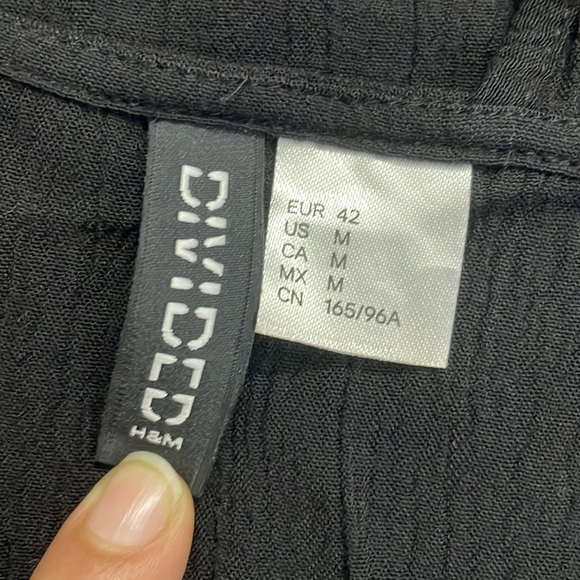 DIVIDED
H&M
EUR 42
US M
CA M
MX M
CN 165/96A